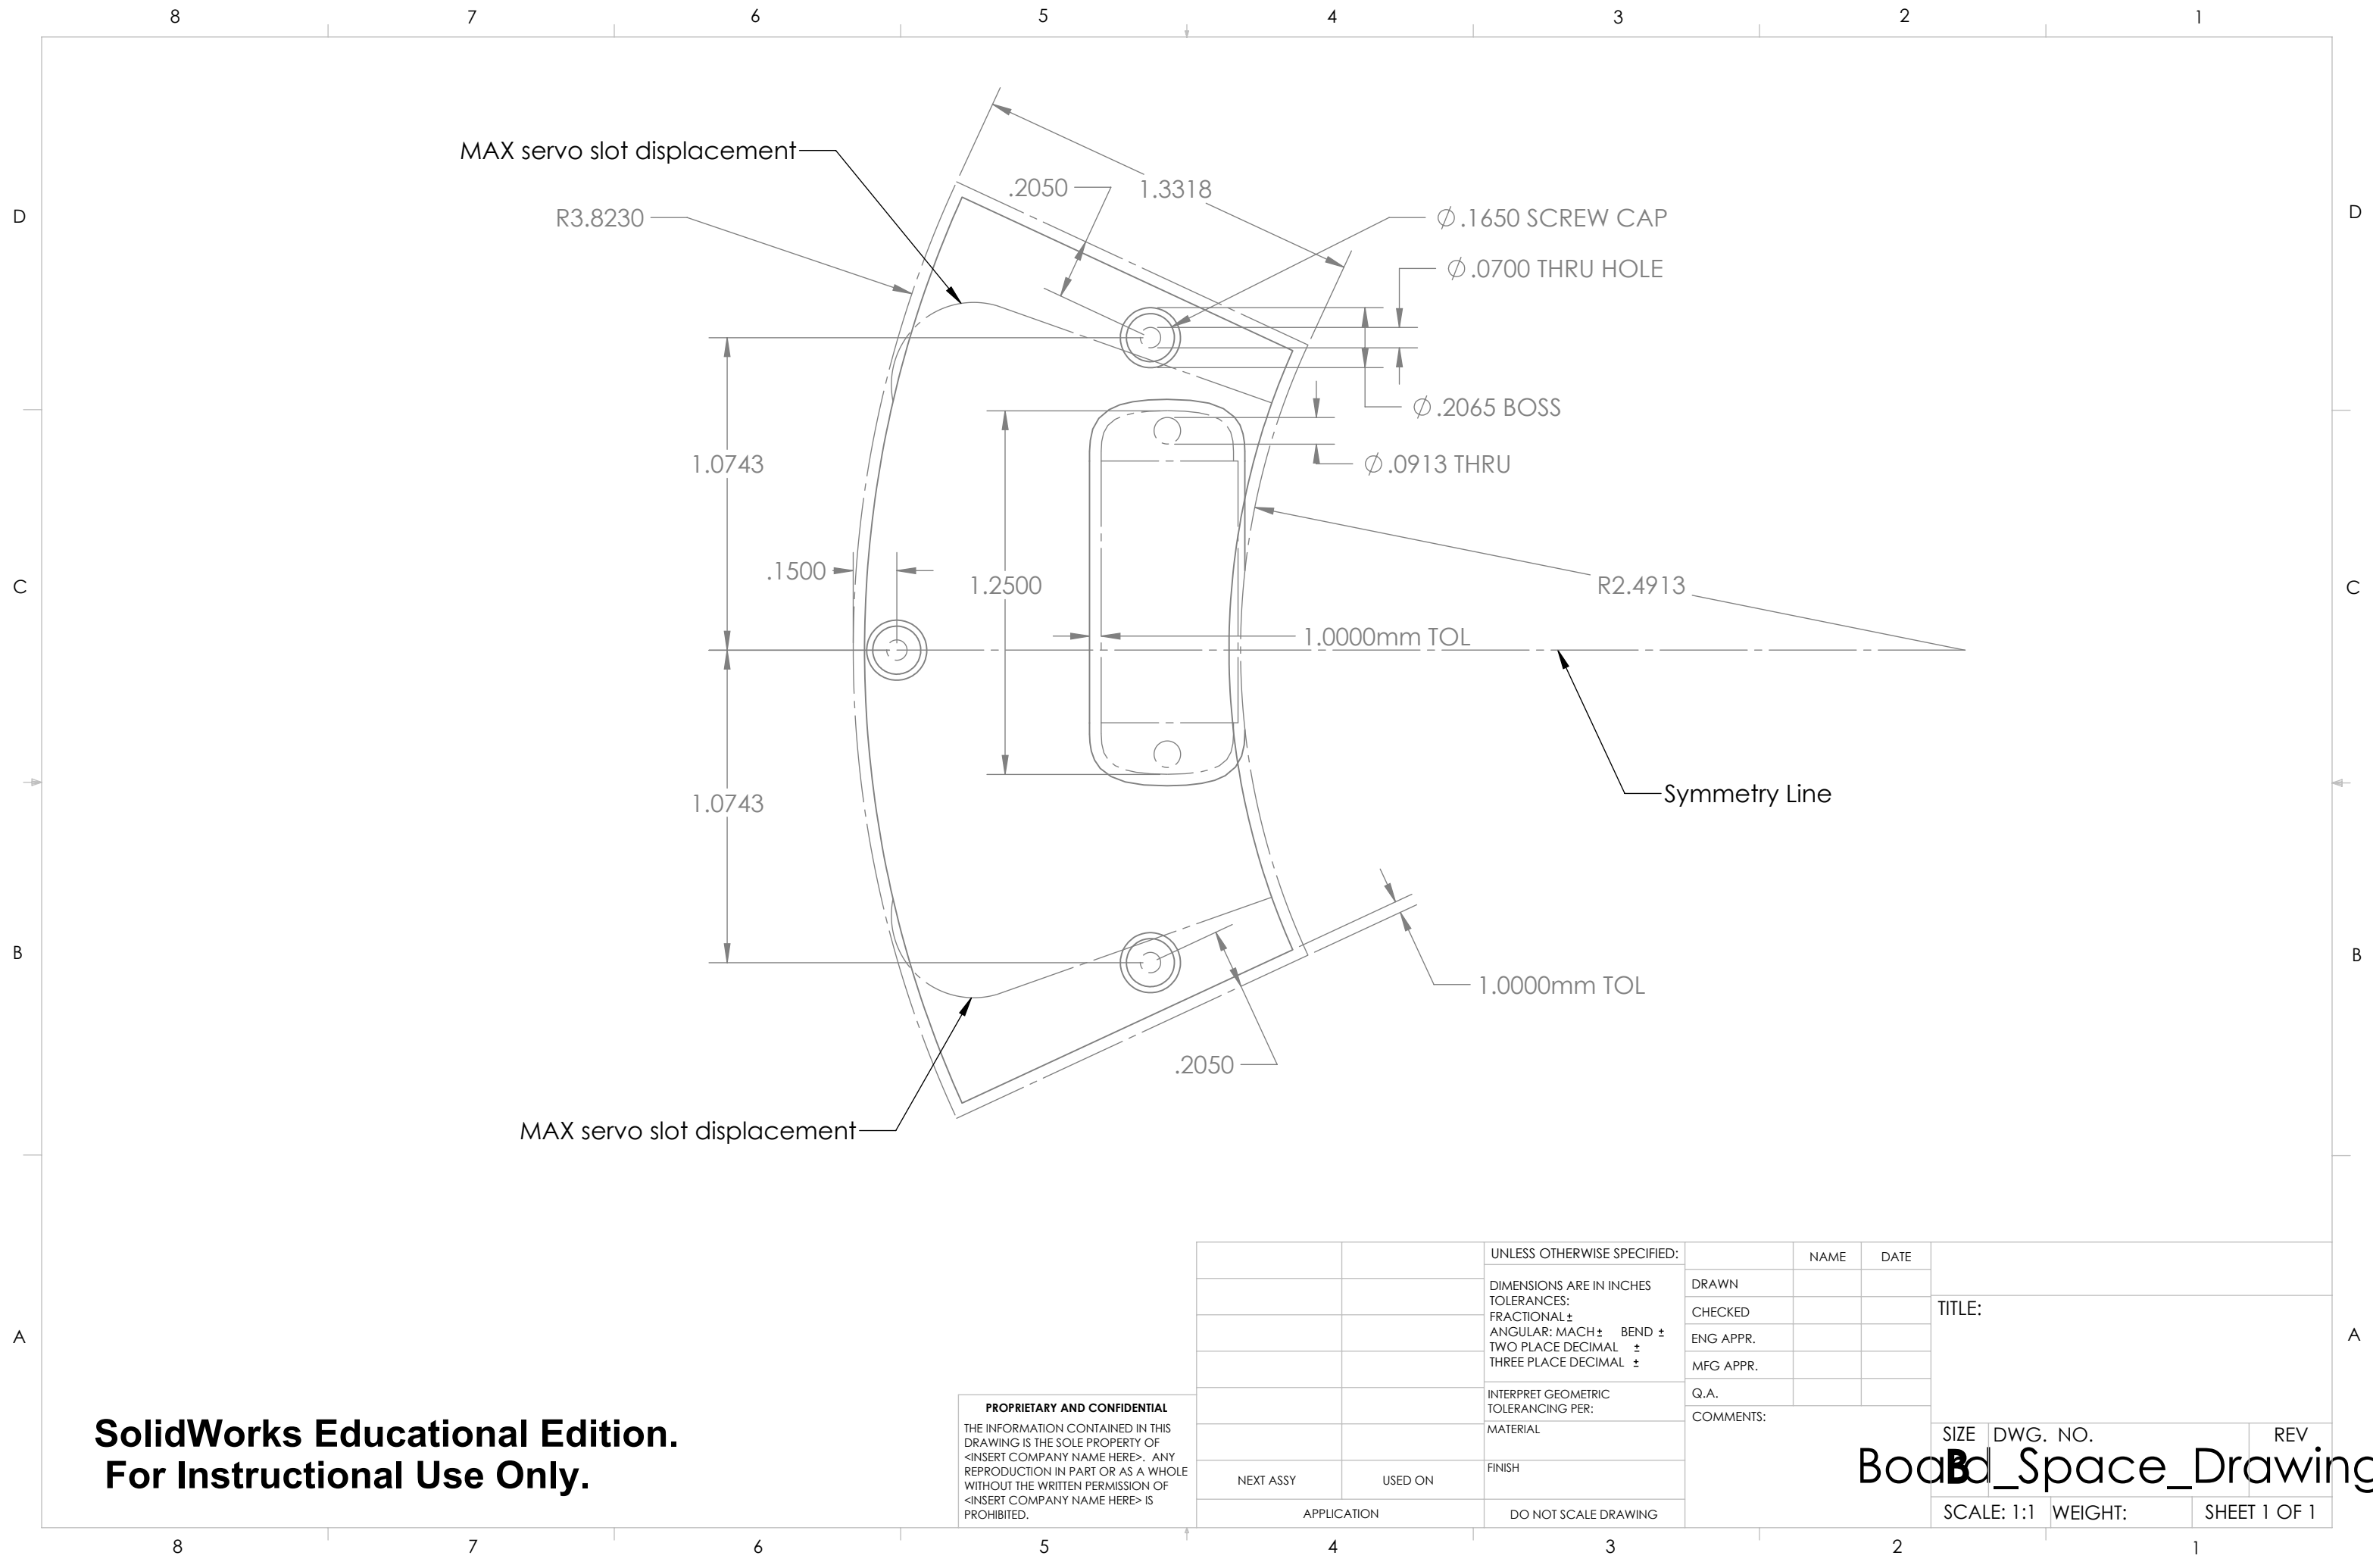 8 7 6 5 4 3 2 1
MAX servo slot displacement
.2050
1.3318
D
R3.8230
Ø.1650 SCREW CAP
D
Ø.0700 THRU HOLE
Ø.2065 BOSS
1.0743
Ø.0913 THRU
.1500
1.2500
R2.4913
C
C
1.0000mm TOL
Symmetry Line
1.0743
B
B
1.0000mm TOL
.2050
MAX servo slot displacement
A
A
SolidWorks Educational Edition.
For Instructional Use Only.
PROPRIETARY AND CONFIDENTIAL
THE INFORMATION CONTAINED IN THIS
DRAWING IS THE SOLE PROPERTY OF
<INSERT COMPANY NAME HERE>. ANY
REPRODUCTION IN PART OR AS A WHOLE
WITHOUT THE WRITTEN PERMISSION OF
<INSERT COMPANY NAME HERE> IS
PROHIBITED.
NEXT ASSY
USED ON
APPLICATION
UNLESS OTHERWISE SPECIFIED:
DIMENSIONS ARE IN INCHES
TOLERANCES:
FRACTIONAL±
ANGULAR: MACH± BEND ±
TWO PLACE DECIMAL ±
THREE PLACE DECIMAL ±
INTERPRET GEOMETRIC
TOLERANCING PER:
MATERIAL
FINISH
DO NOT SCALE DRAWING
NAME
DATE
DRAWN
CHECKED
ENG APPR.
MFG APPR.
Q.A.
COMMENTS:
TITLE:
SIZE
DWG. NO.
REV
B
Board_Space_Drawing
SCALE: 1:1
WEIGHT:
SHEET 1 OF 1
8 7 6 5 4 3 2 1